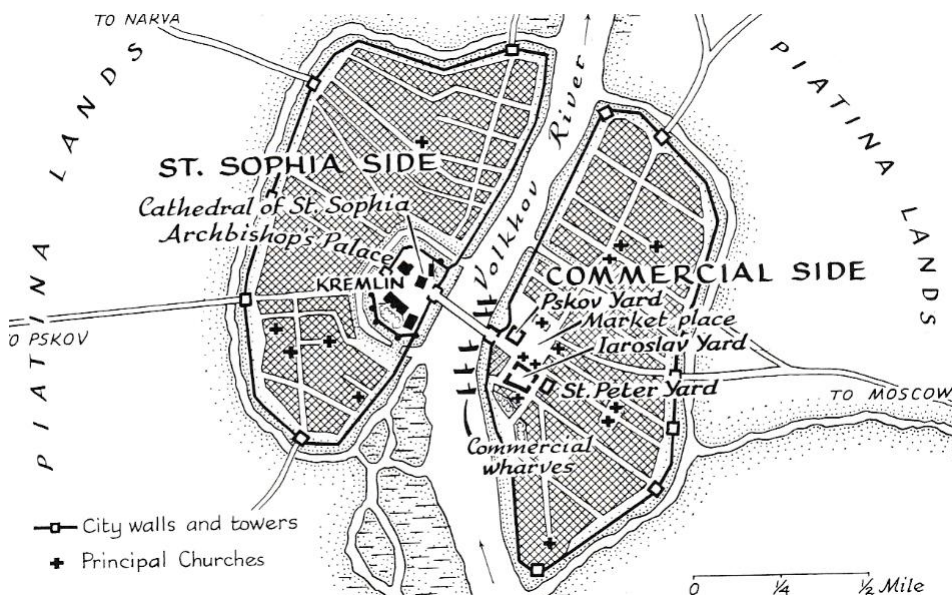 TO NARVA
PIATINA LANDS
PIATINA LANDS
ST. SOPHIA SIDE
Cathedral of St. Sophia
Archbishop's Palace
KREMLIN
Volkhov River
COMMERCIAL SIDE
Pskov Yard
Market place
Iaroslav Yard
St. Peter Yard
TO PSKOV
TO MOSCOW
Commercial
wharves
City walls and towers
Principal Churches
0 1/4 1/2 Mile